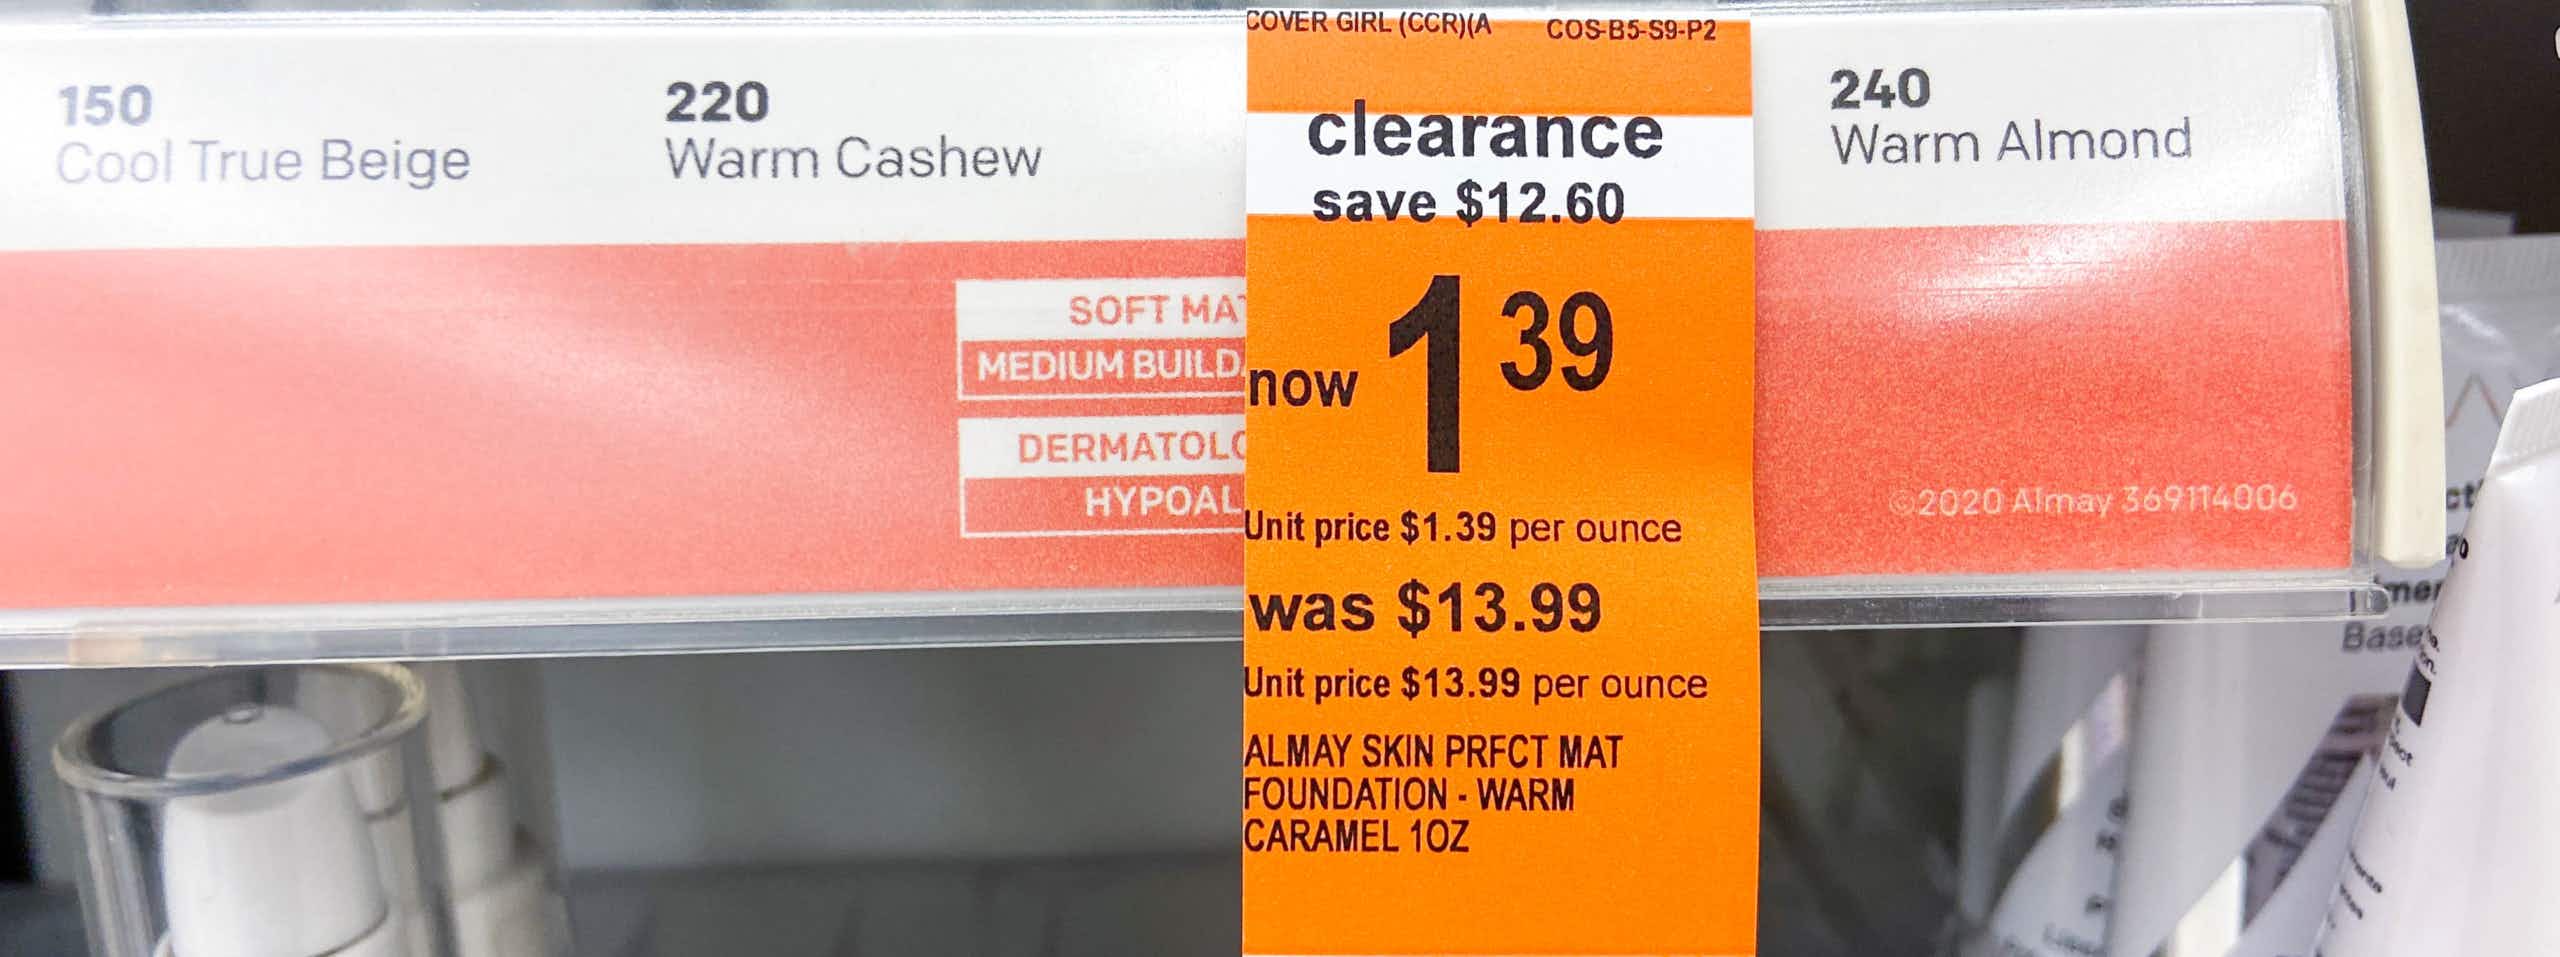 150
Cool True Beige
220
Warm Cashew
SOFT MA
MEDIUM BUILD
DERMATOLO
HYPOAL
COVER GIRL (CCR)(A COS-B5-S9-P2
clearance
save $12.60
now 1 39
Unit price $1.39 per ounce
was $13.99
Unit price $13.99 per ounce
ALMAY SKIN PRFCT MAT
FOUNDATION - WARM
CARAMEL 1OZ
240
Warm Almond
©2020 Almay 369114006
Base